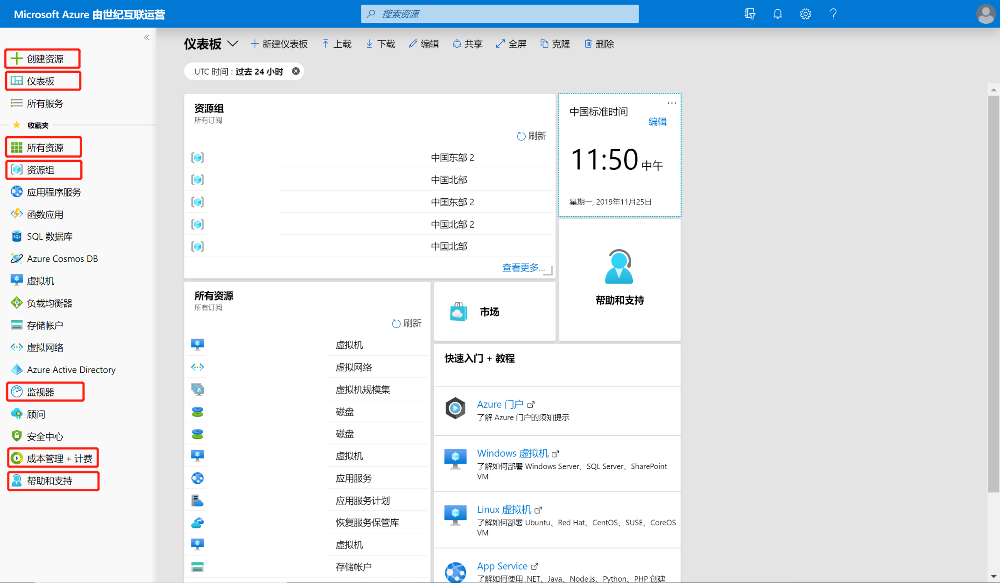 Microsoft Azure 由世纪互联运营
搜索资源
创建资源
仪表板
所有服务
收藏夹
所有资源
资源组
应用程序服务
函数应用
SQL 数据库
Azure Cosmos DB
虚拟机
负载均衡器
存储帐户
虚拟网络
Azure Active Directory
监视器
顾问
安全中心
成本管理 + 计费
帮助和支持
仪表板 新建仪表板 上载 下载 编辑 共享 全屏 克隆 删除
UTC 时间 : 过去 24 小时
资源组
所有订阅
刷新
中国东部 2
中国北部
中国东部 2
中国北部 2
中国北部
查看更多...
中国标准时间
编辑
11:50 中午
星期一, 2019年11月25日
帮助和支持
所有资源
所有订阅
刷新
虚拟机
虚拟网络
虚拟机规模集
磁盘
磁盘
虚拟机
应用服务
应用服务计划
恢复服务保管库
虚拟机
存储帐户
市场
快速入门 + 教程
Azure 门户
了解 Azure 门户的须知提示
Windows 虚拟机
了解如何部署 Windows Server、SQL Server、SharePoint
VM
Linux 虚拟机
了解如何部署 Ubuntu、Red Hat、CentOS、SUSE、CoreOS
VM
App Service
了解如何使用 .NET、Java、Node.js、Python、PHP 创建